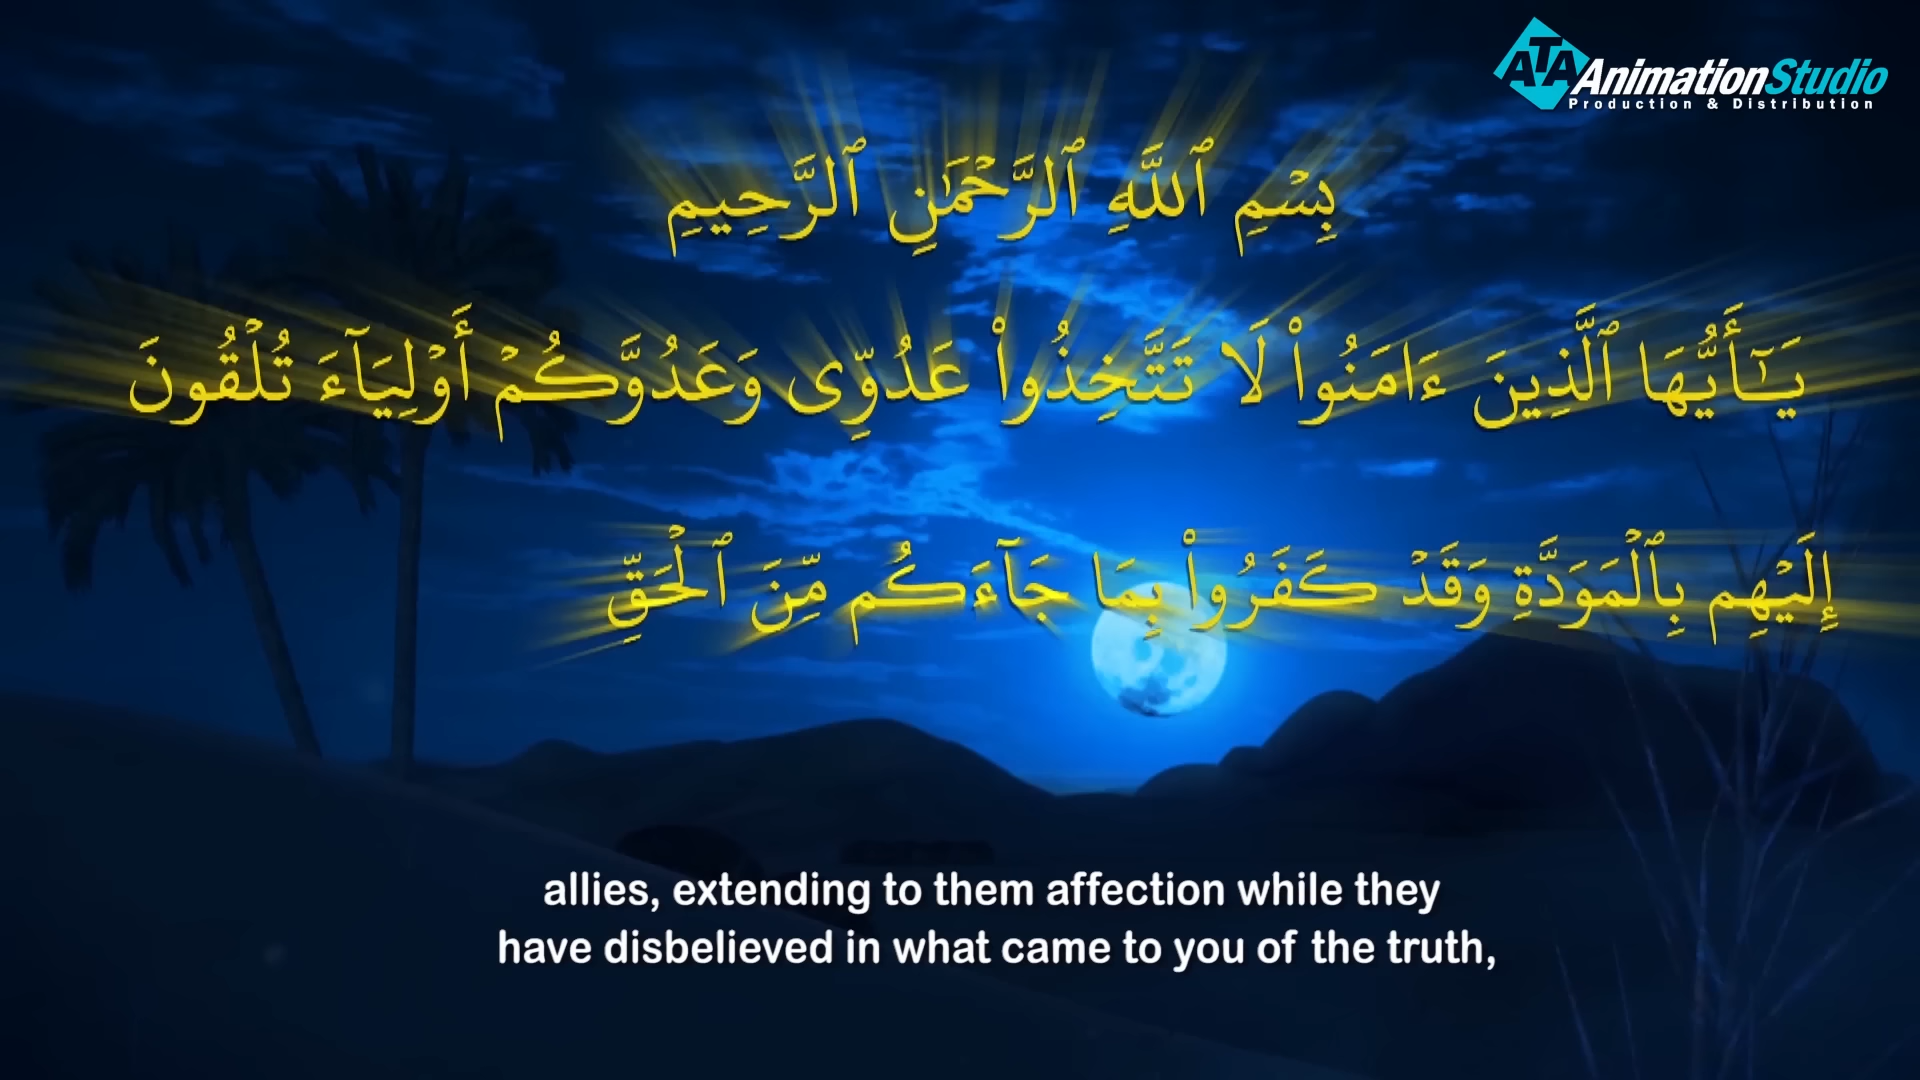 ATA AnimationStudio
Production & Distribution
بِسْمِ ٱللَّهِ ٱلرَّحْمَٰنِ ٱلرَّحِيمِ
يَـٰٓأَيُّهَا ٱلَّذِينَ ءَامَنُوا۟ لَا تَتَّخِذُوا۟ عَدُوِّى وَعَدُوَّكُمْ أَوْلِيَآءَ تُلْقُونَ
إِلَيْهِم بِٱلْمَوَدَّةِ وَقَدْ كَفَرُوا۟ بِمَا جَآءَكُم مِّنَ ٱلْحَقِّ
allies, extending to them affection while they
have disbelieved in what came to you of the truth,